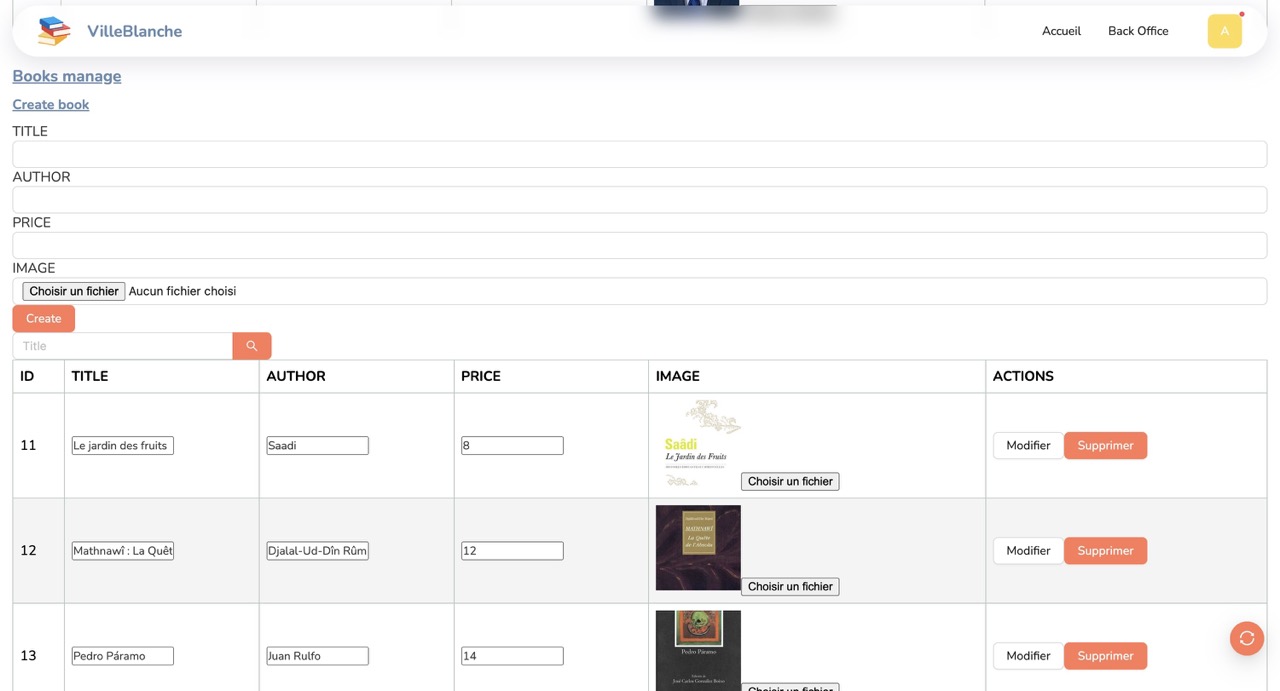 VilleBlanche
Accueil
Back Office
A
Books manage
Create book
TITLE
AUTHOR
PRICE
IMAGE
Choisir un fichier Aucun fichier choisi
Create
Title
ID TITLE AUTHOR PRICE IMAGE ACTIONS
11 Le jardin des fruits Saadi 8
Saâdi
Le Jardin des Fruits
Choisir un fichier
Modifier Supprimer
12 Mathnawî : La Quêt Djalal-Ud-Dîn Rûm 12
MATHNAWÎ
La Quête
de l'Absolu
Choisir un fichier
Modifier Supprimer
13 Pedro Páramo Juan Rulfo 14
Pedro Páramo
Choisir un fichier
Modifier Supprimer